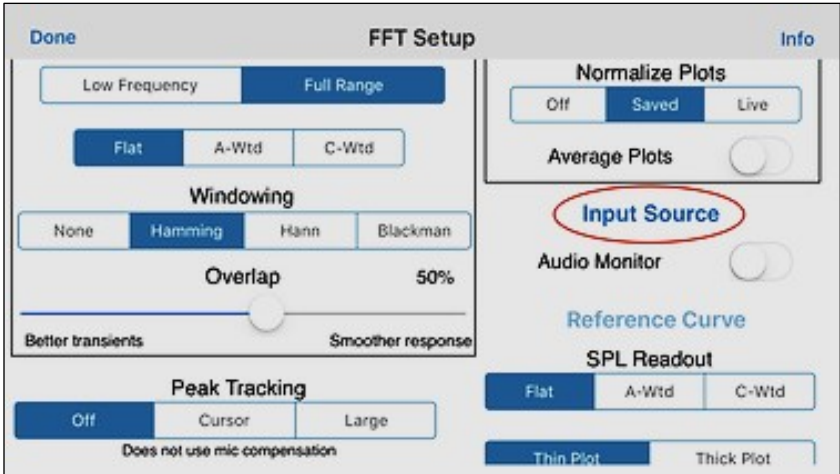 Done FFT Setup Info
Low Frequency Full Range
Flat A-Wtd C-Wtd
Windowing
None Hamming Hann Blackman
Overlap 50%
Better transients Smoother response
Peak Tracking
Off Cursor Large
Does not use mic compensation
Normalize Plots
Off Saved Live
Average Plots
Input Source
Audio Monitor
Reference Curve
SPL Readout
Flat A-Wtd C-Wtd
Thin Plot Thick Plot